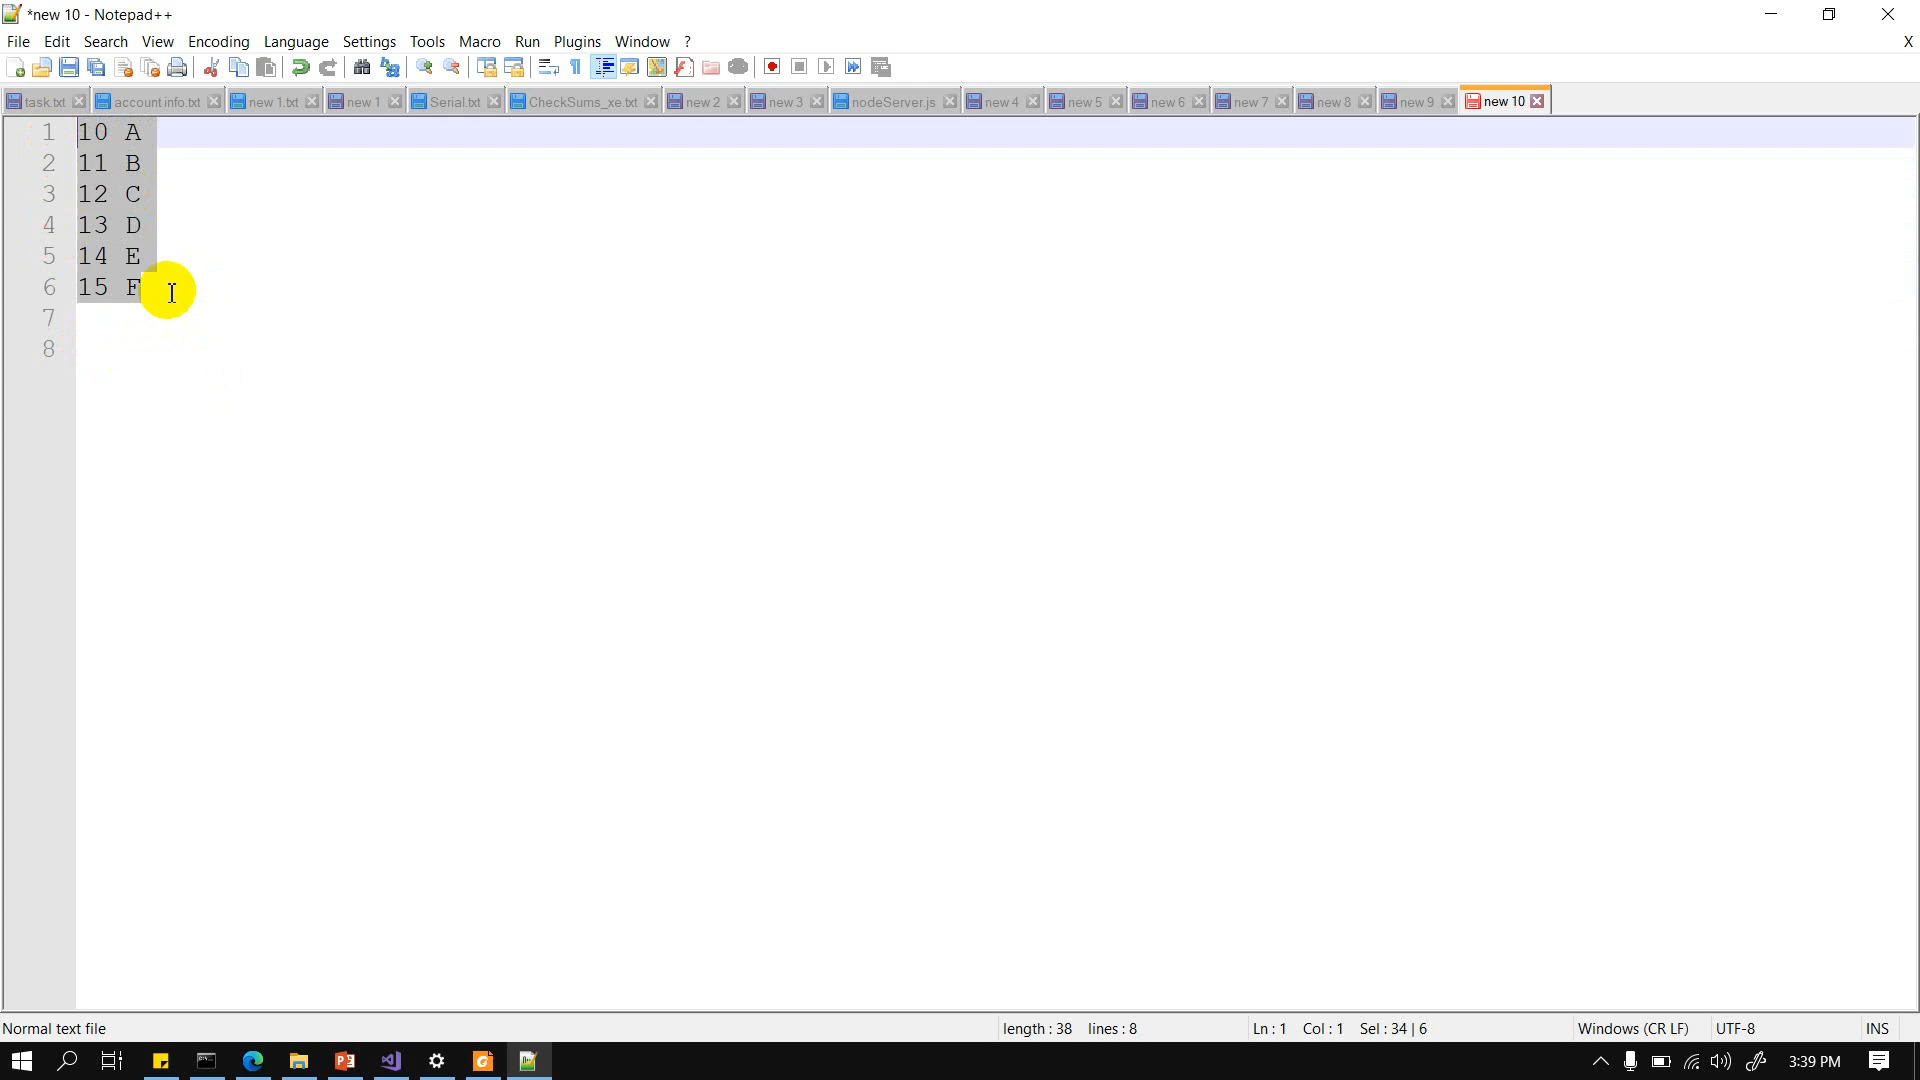 *new 10 - Notepad++
File Edit Search View Encoding Language Settings Tools Macro Run Plugins Window ? X
task.txt account info.txt new 1.txt new 1 Serial.txt CheckSums_xe.txt new 2 new 3 nodeServer.js new 4 new 5 new 6 new 7 new 8 new 9 new 10
1 10 A
2 11 B
3 12 C
4 13 D
5 14 E
6 15 F
7
8
Normal text file length : 38 lines : 8 Ln : 1 Col : 1 Sel : 34 | 6 Windows (CR LF) UTF-8 INS
3:39 PM